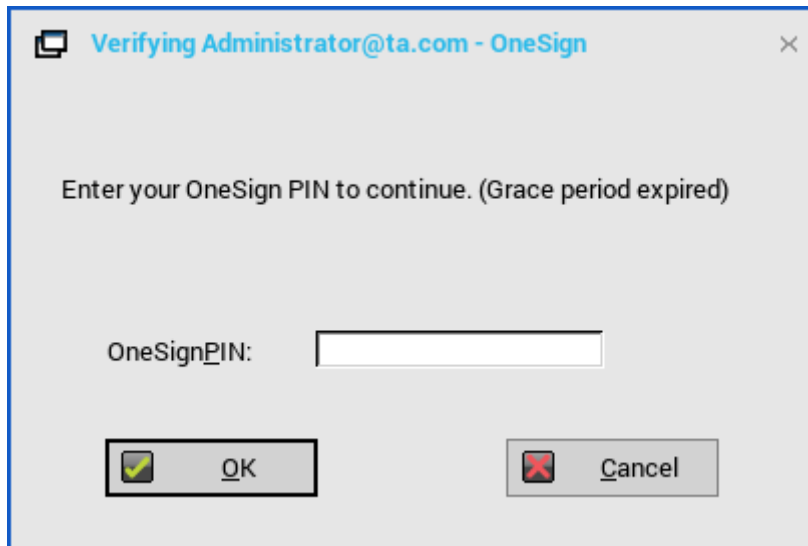 Verifying Administrator@ta.com - OneSign
Enter your OneSign PIN to continue. (Grace period expired)
OneSignPIN:
OK
Cancel